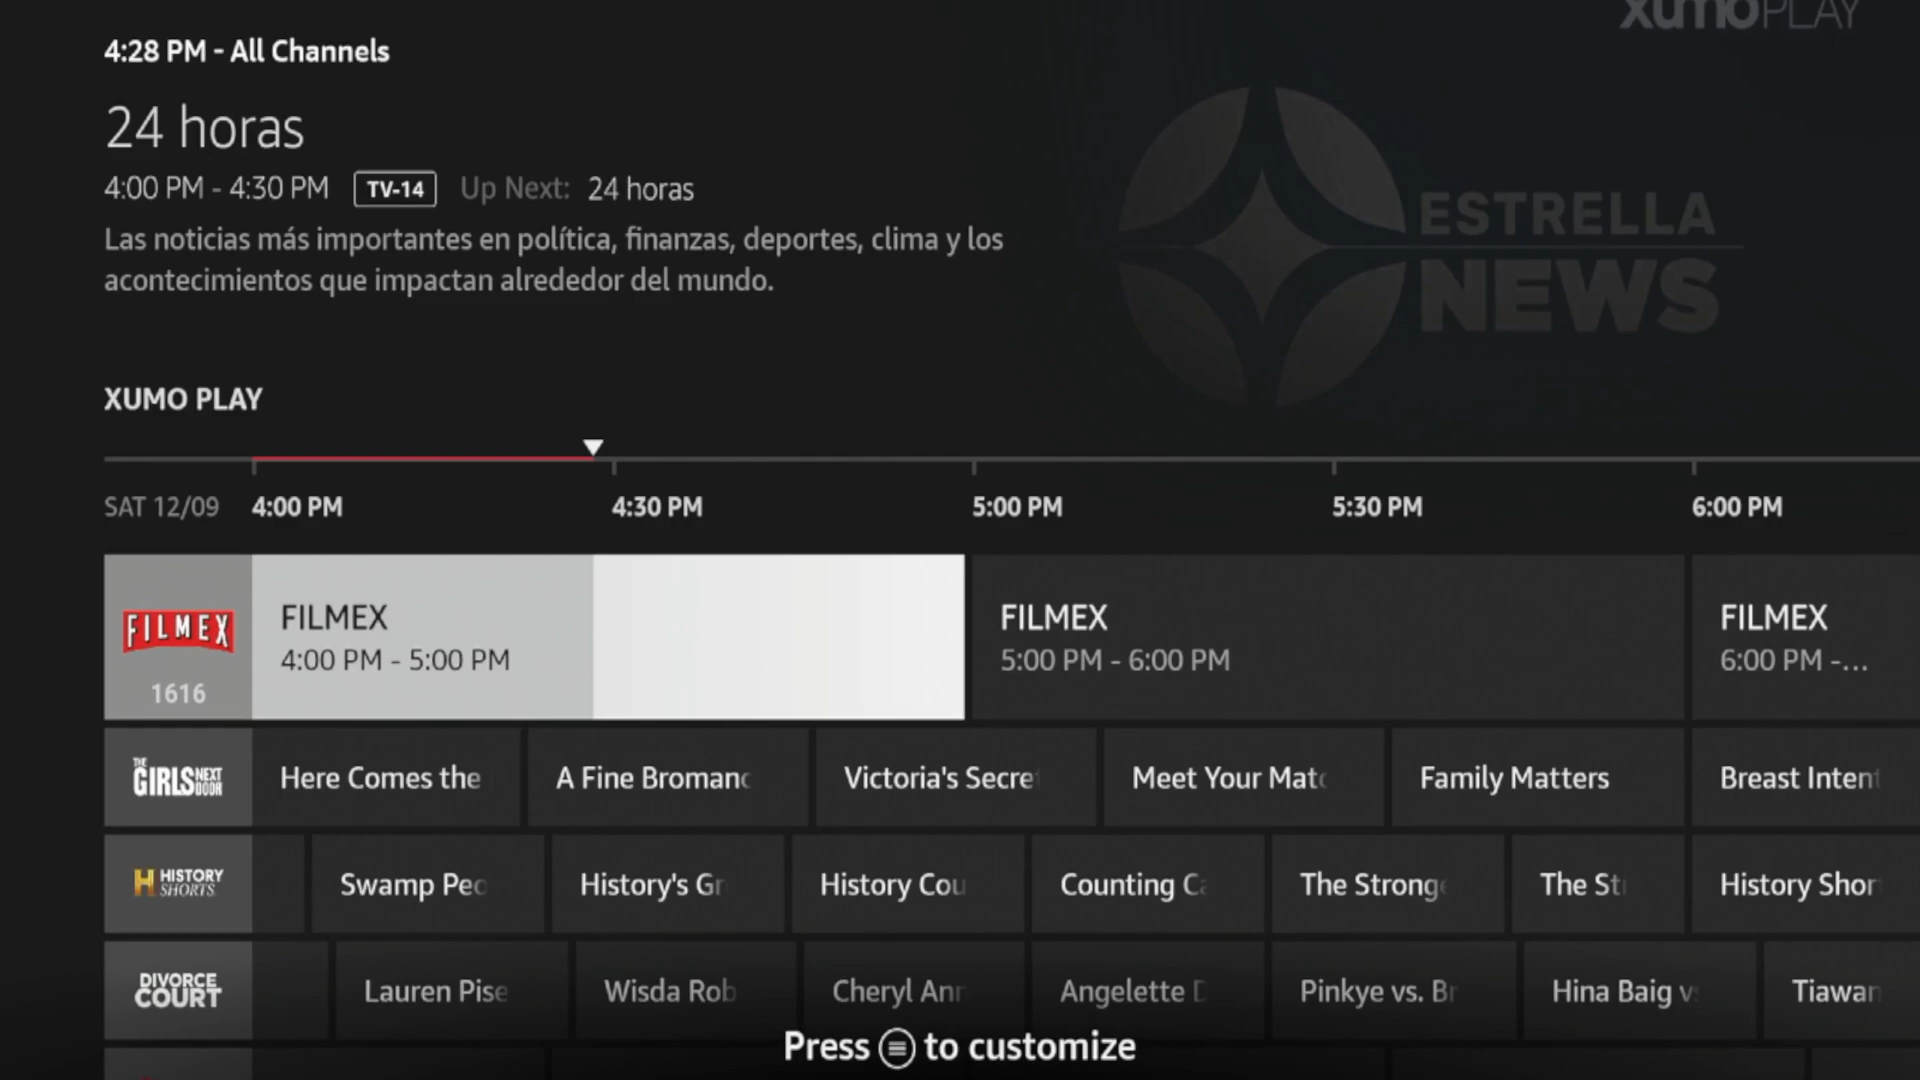 xumo PLAY
4:28 PM - All Channels
24 horas
4:00 PM - 4:30 PM TV-14 Up Next: 24 horas
Las noticias más importantes en política, finanzas, deportes, clima y los
acontecimientos que impactan alrededor del mundo.
ESTRELLA
NEWS
XUMO PLAY
SAT 12/09 4:00 PM 4:30 PM 5:00 PM 5:30 PM 6:00 PM
FILMEX
1616
FILMEX
4:00 PM - 5:00 PM
FILMEX
5:00 PM - 6:00 PM
FILMEX
6:00 PM -...
THE GIRLS NEXT DOOR
Here Comes the A Fine Bromanc Victoria's Secre Meet Your Matc Family Matters Breast Intent
HISTORY SHORTS
Swamp Peo History's Gr History Cou Counting Ca The Stronge The Str History Shor
DIVORCE COURT
Lauren Pise Wisda Rob Cheryl Ann Angelette D Pinkye vs. Br Hina Baig v Tiawan
Press to customize